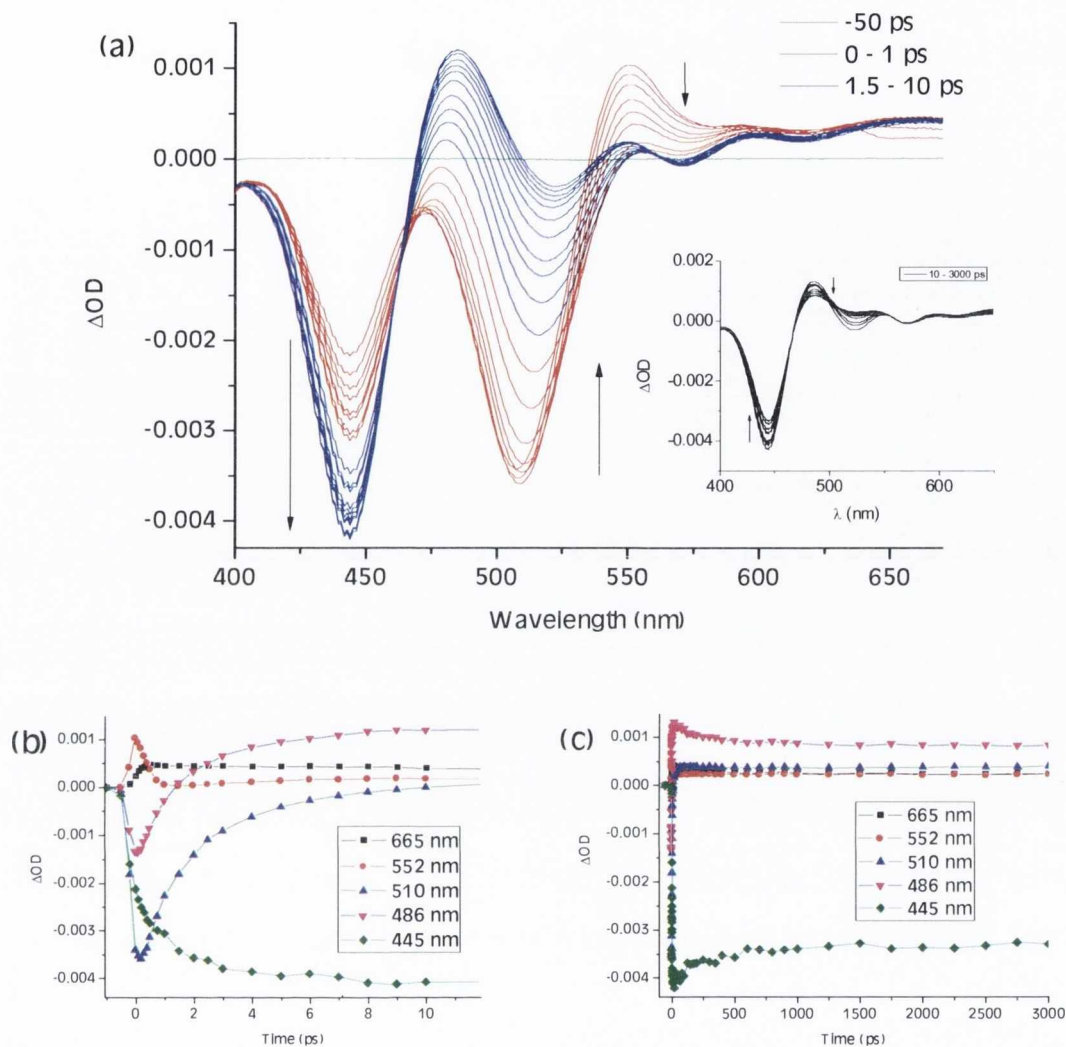 (a)
-50 ps
0 - 1 ps
1.5 - 10 ps
0.001
0.000
-0.001
-0.002
-0.003
-0.004
ΔOD
400
450
500
550
600
650
Wavelength (nm)
0.002
0.000
-0.002
-0.004
ΔOD
10 - 3000 ps
400
500
600
λ (nm)
(b)
0.001
0.000
-0.001
-0.002
-0.003
-0.004
ΔOD
665 nm
552 nm
510 nm
486 nm
445 nm
0
2
4
6
8
10
Time (ps)
(c)
0.001
0.000
-0.001
-0.002
-0.003
-0.004
ΔOD
665 nm
552 nm
510 nm
486 nm
445 nm
0
500
1000
1500
2000
2500
3000
Time (ps)